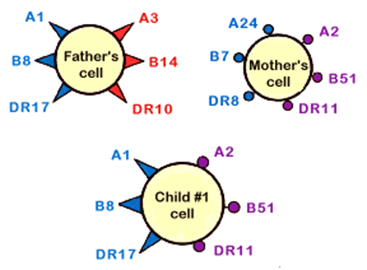 A1
A3
B8
Father's
cell
B14
DR17
DR10
A24
A2
B7
Mother's
cell
B51
DR8
DR11
A1
A2
B8
Child #1
cell
B51
DR17
DR11